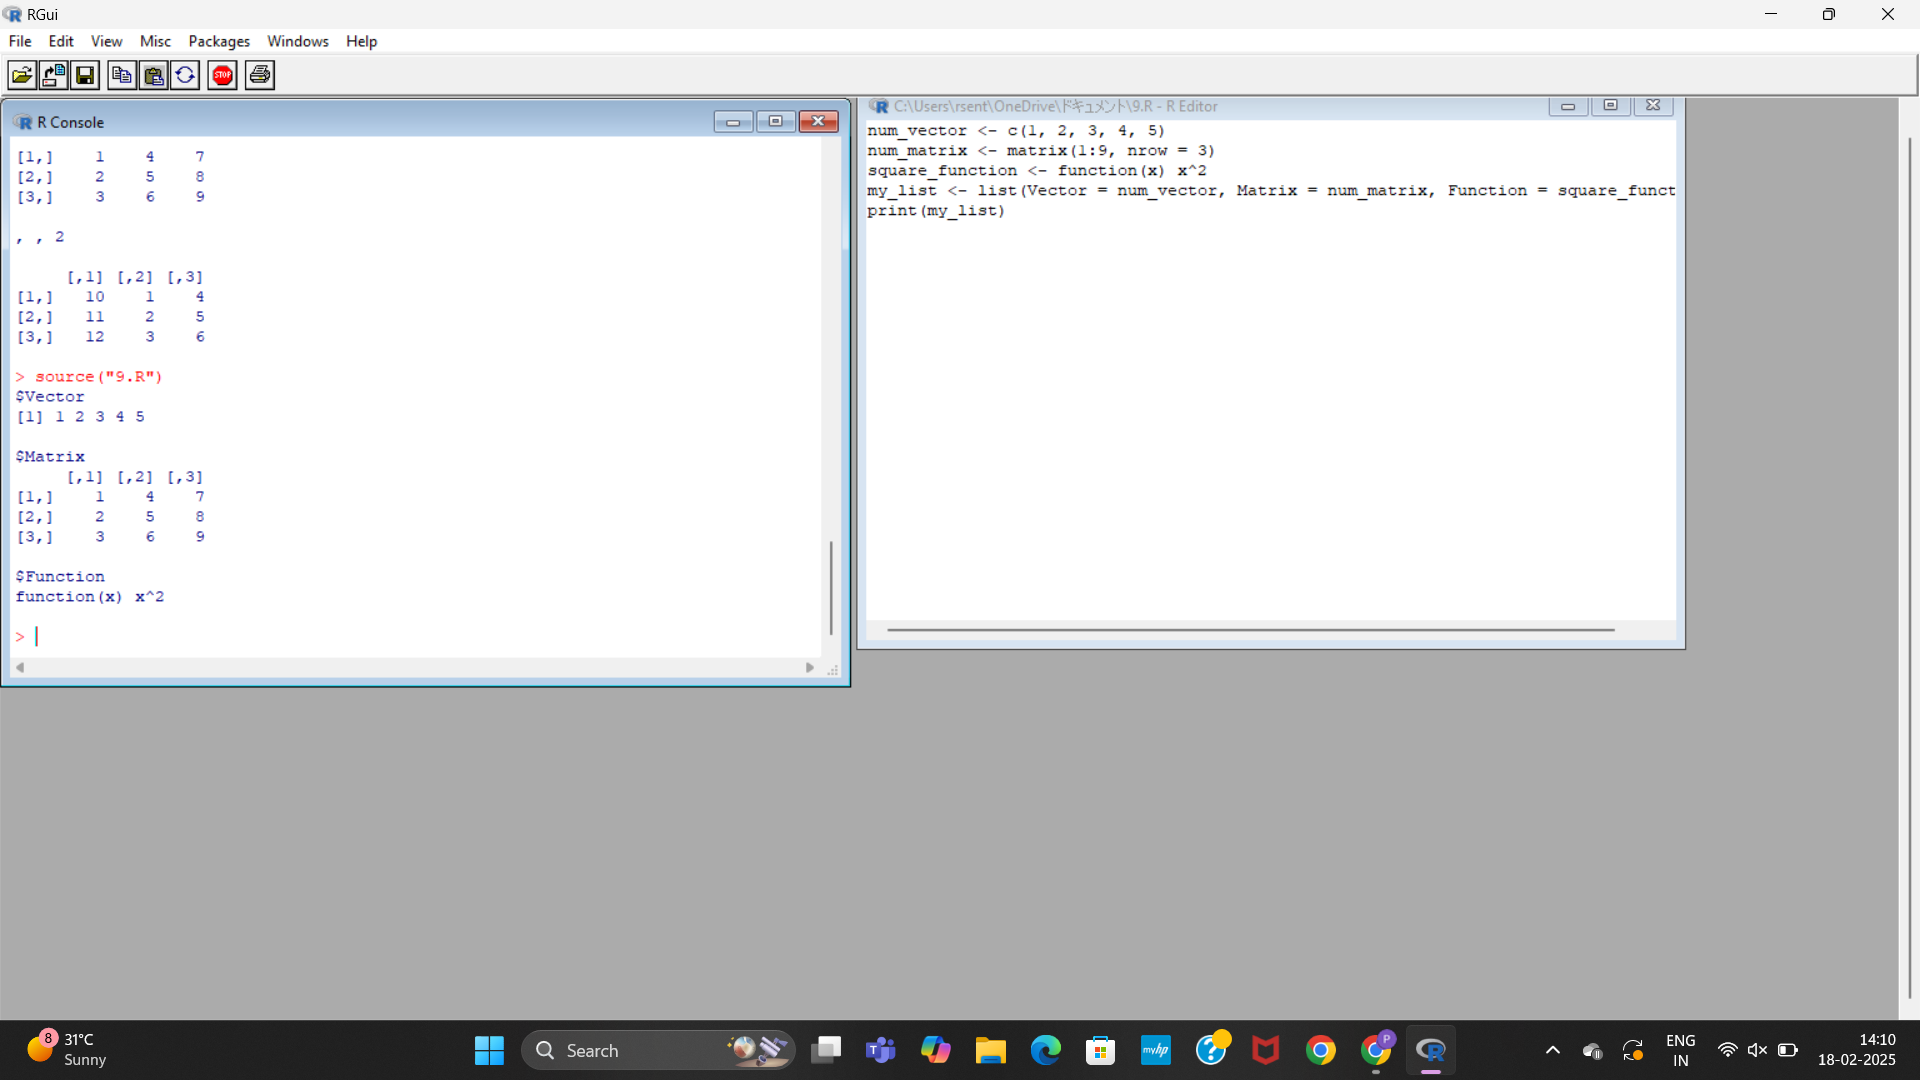 RGui
File Edit View Misc Packages Windows Help
STOP
R Console
[1,]    1    4    7
[2,]    2    5    8
[3,]    3    6    9
, , 2
     [,1] [,2] [,3]
[1,]   10    1    4
[2,]   11    2    5
[3,]   12    3    6
> source("9.R")
$Vector
[1] 1 2 3 4 5
$Matrix
     [,1] [,2] [,3]
[1,]    1    4    7
[2,]    2    5    8
[3,]    3    6    9
$Function
function(x) x^2
>
C:\Users\rsent\OneDrive\ドキュメント\9.R - R Editor
num_vector <- c(1, 2, 3, 4, 5)
num_matrix <- matrix(1:9, nrow = 3)
square_function <- function(x) x^2
my_list <- list(Vector = num_vector, Matrix = num_matrix, Function = square_funct
print(my_list)
8
31°C
Sunny
Search
myhp
P
ENG
IN
14:10
18-02-2025